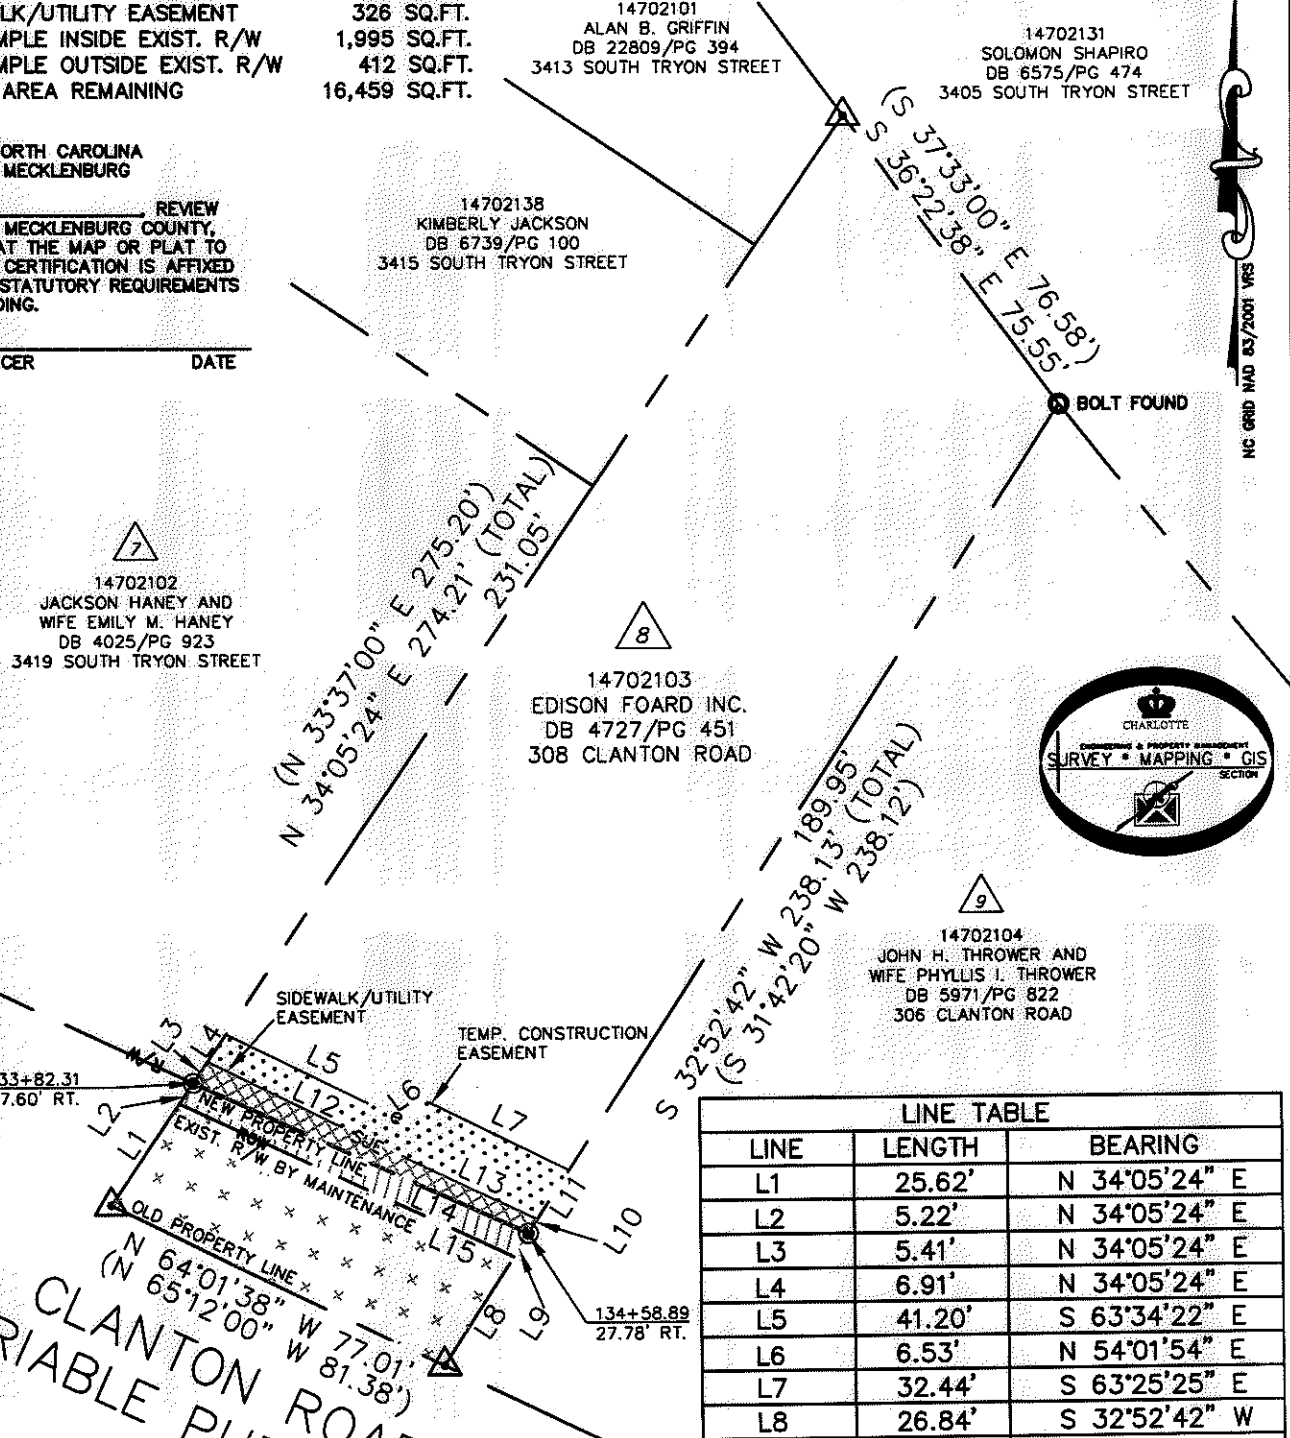 LK/UTILITY EASEMENT 326 SQ.FT.
MPLE INSIDE EXIST. R/W 1,995 SQ.FT.
MPLE OUTSIDE EXIST. R/W 412 SQ.FT.
AREA REMAINING 16,459 SQ.FT.
14702101
ALAN B. GRIFFIN
DB 22809/PG 394
3413 SOUTH TRYON STREET
14702131
SOLOMON SHAPIRO
DB 6575/PG 474
3405 SOUTH TRYON STREET
ORTH CAROLINA
MECKLENBURG
REVIEW
MECKLENBURG COUNTY,
AT THE MAP OR PLAT TO
CERTIFICATION IS AFFIXED
STATUTORY REQUIREMENTS
DING.
CER DATE
14702138
KIMBERLY JACKSON
DB 6739/PG 100
3415 SOUTH TRYON STREET
(S 37°33'00" E 76.58')
S 36°22'38" E 75.55'
NC GRID NAD 83/2001 VRS
BOLT FOUND
7
14702102
JACKSON HANEY AND
WIFE EMILY M. HANEY
DB 4025/PG 923
3419 SOUTH TRYON STREET
(N 33°37'00" E 275.20')
N 34°05'24" E 274.21' (TOTAL)
231.05'
8
14702103
EDISON FOARD INC.
DB 4727/PG 451
308 CLANTON ROAD
CHARLOTTE
ENGINEERING & PROPERTY MANAGEMENT
SURVEY * MAPPING * GIS
SECTION
189.95'
S 32°52'42" W 238.13' (TOTAL)
(S 31°42'20" W 238.12')
9
14702104
JOHN H. THROWER AND
WIFE PHYLLIS I. THROWER
DB 5971/PG 822
306 CLANTON ROAD
SIDEWALK/UTILITY
EASEMENT
TEMP. CONSTRUCTION
EASEMENT
R/W
L3
L4
L5
L12
L6
L7
e
33+82.31
7.60' RT.
L2
L1
NEW PROPERTY LINE
SUE
EXIST. R/W BY MAINTENANCE
L13
L11
L14
L15
L10
OLD PROPERTY LINE
N 64°01'38" W 77.01'
(N 65°12'00" W 81.38')
L8
L9
134+58.89
27.78' RT.
CLANTON ROA
RIABLE PU
LINE TABLE
LINE LENGTH BEARING
L1 25.62' N 34°05'24" E
L2 5.22' N 34°05'24" E
L3 5.41' N 34°05'24" E
L4 6.91' N 34°05'24" E
L5 41.20' S 63°34'22" E
L6 6.53' N 54°01'54" E
L7 32.44' S 63°25'25" E
L8 26.84' S 32°52'42" W